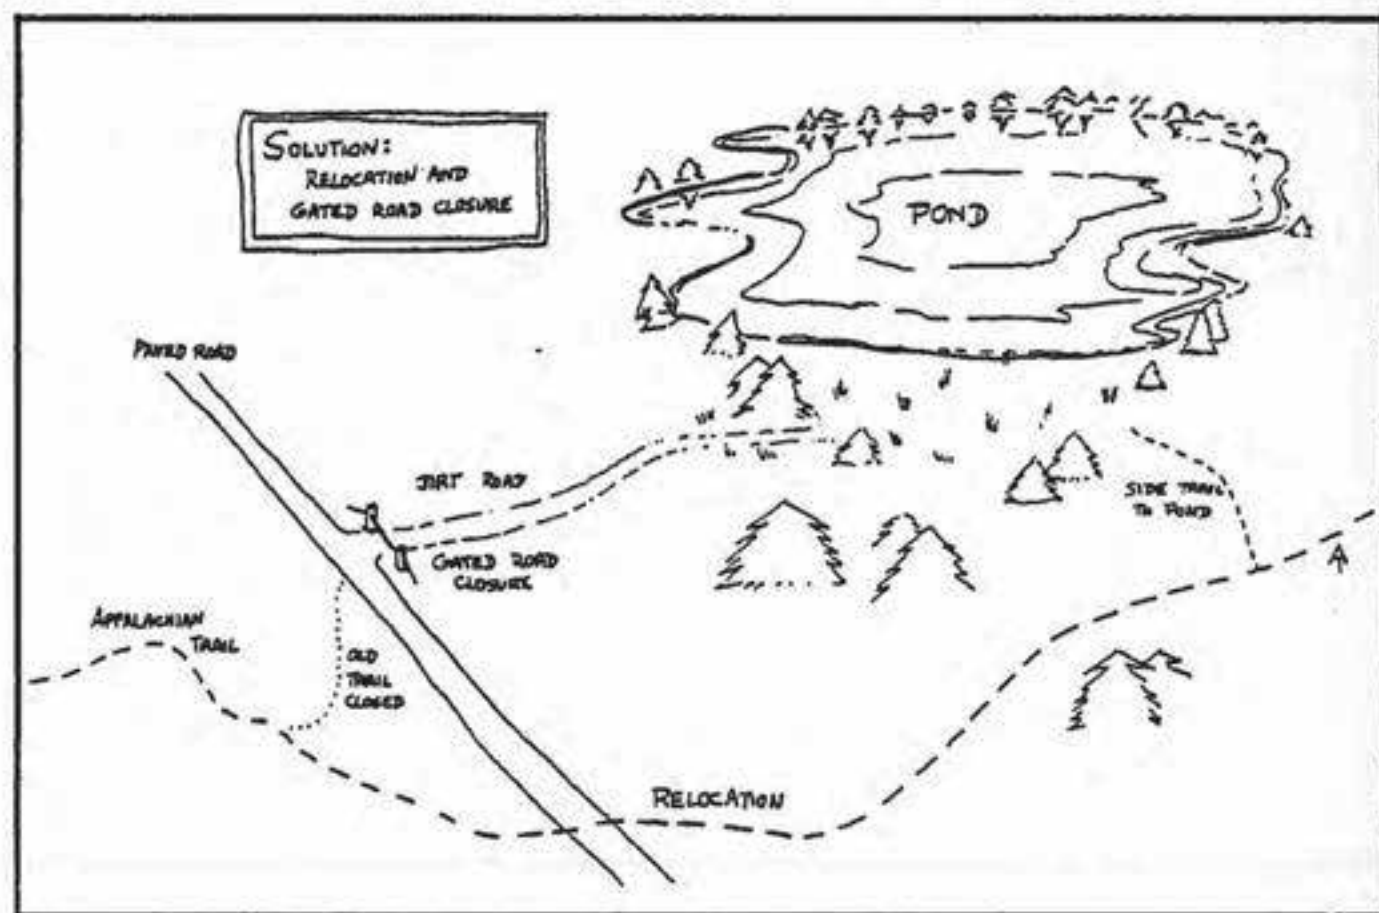 SOLUTION:
RELOCATION AND
GATED ROAD CLOSURE
POND
PAVED ROAD
DIRT ROAD
SIDE TRAIL
TO POND
GATED ROAD
CLOSURE
APPALACHIAN
TRAIL
OLD
TRAIL
CLOSED
RELOCATION